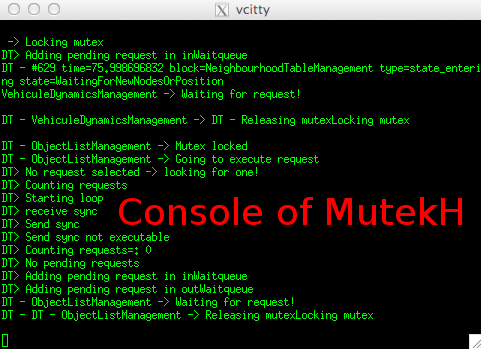 vcitty
-> Locking mutex
DT> Adding pending request in inWaitqueue
DT - #629 time=75,998696832 block=NeighbourhoodTableManagement type=state_enteri
ng state=WaitingForNewNodesOrPosition
VehiculeDynamicsManagement -> Waiting for request!
DT - VehiculeDynamicsManagement -> DT - Releasing mutexLocking mutex
DT - ObjectListManagement -> Mutex locked
DT - ObjectListManagement -> Going to execute request
DT> No request selected -> looking for one!
DT> Counting requests
DT> Starting loop
DT> receive sync
DT> Send sync
DT> Send sync not executable
DT> Counting requests=: 0
DT> No pending requests
DT> Adding pending request in inWaitqueue
DT> Adding pending request in outWaitqueue
DT - ObjectListManagement -> Waiting for request!
DT - DT - ObjectListManagement -> Releasing mutexLocking mutex
Console of MutekH